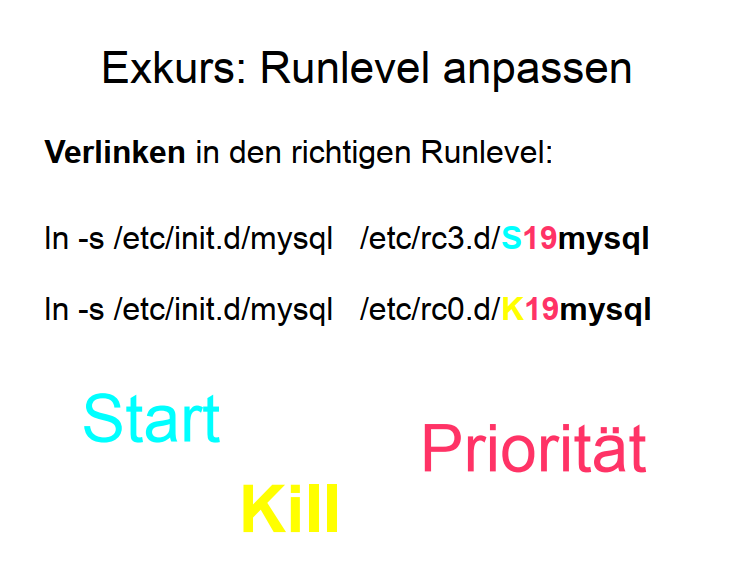 Exkurs: Runlevel anpassen
Verlinken in den richtigen Runlevel:
ln -s /etc/init.d/mysql /etc/rc3.d/S19mysql
ln -s /etc/init.d/mysql /etc/rc0.d/K19mysql
Start
Priorität
Kill